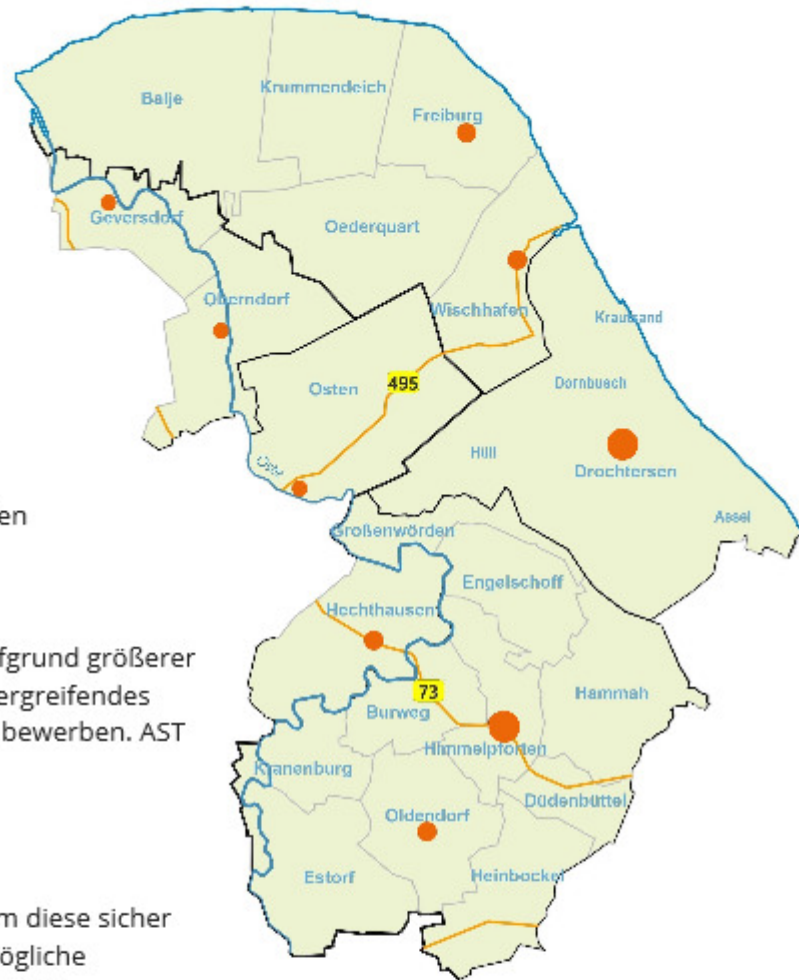 Krummendeich
Balje
Freiburg
Geversdorf
Oederquart
Oberndorf
Wischhafen
Krautsand
495
Osten
Dornbusch
Hüll
Drochtersen
Oste
Assel
en
Großenwörden
Engelschoff
Hechthausen
fgrund größerer
ergreifendes
73
Hammah
Burweg
bewerben. AST
Himmelpforten
Kranenburg
Düdenbüttel
Oldendorf
Estorf
Heinbockel
m diese sicher
ögliche